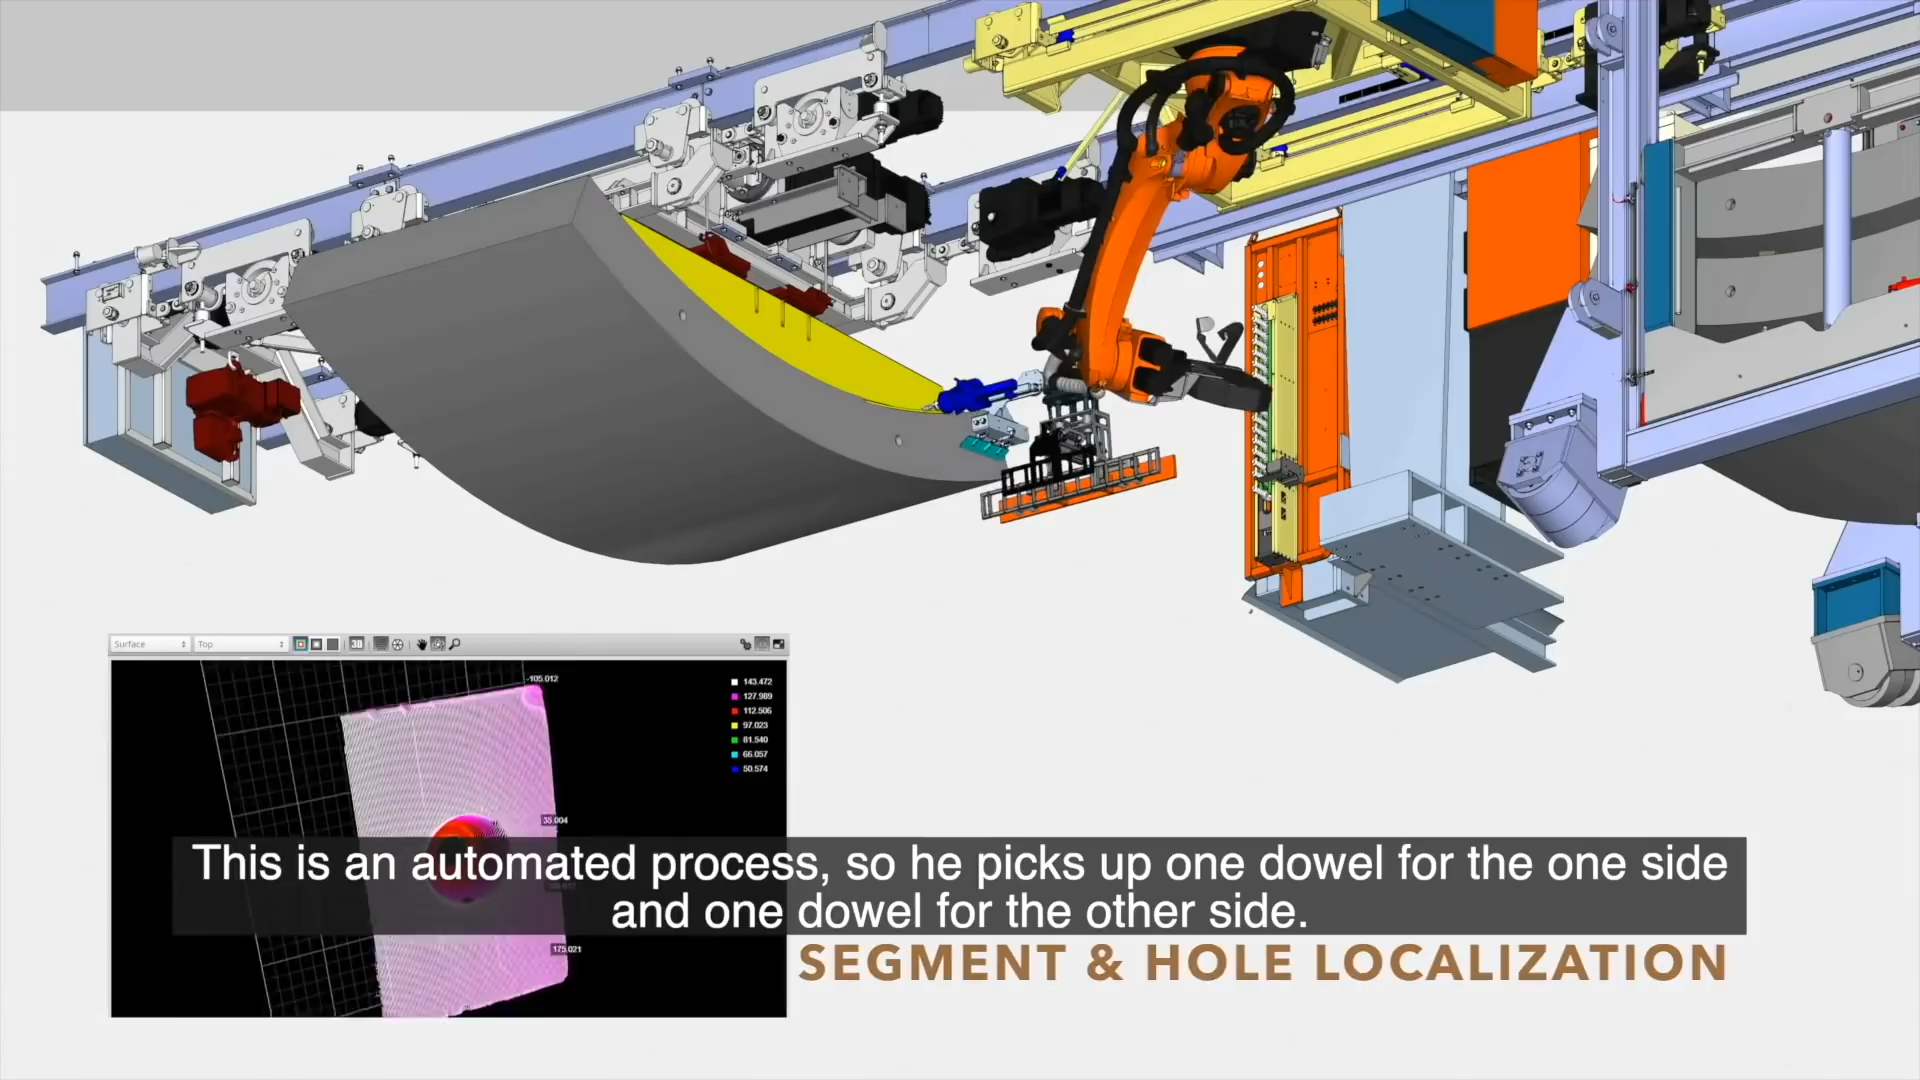 Surface
Top
3D
-105.012
143.472
127.989
112.506
97.023
81.540
66.057
50.574
35.004
This is an automated process, so he picks up one dowel for the one side
and one dowel for the other side.
175.021
SEGMENT & HOLE LOCALIZATION